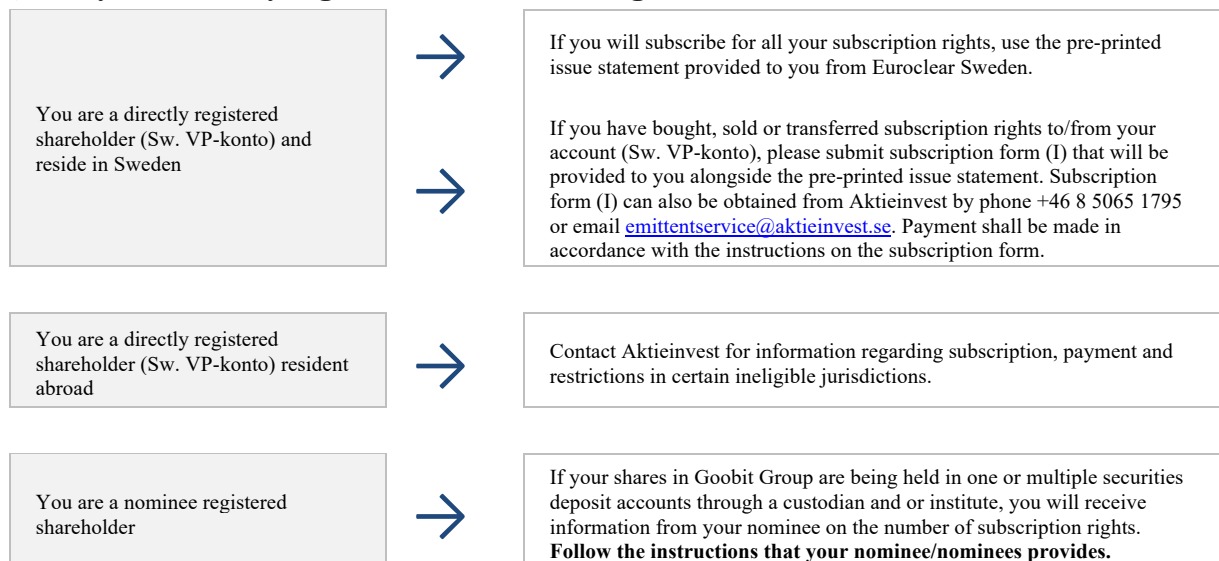 You are a directly registered
shareholder (Sw. VP-konto) and
reside in Sweden
If you will subscribe for all your subscription rights, use the pre-printed
issue statement provided to you from Euroclear Sweden.
If you have bought, sold or transferred subscription rights to/from your
account (Sw. VP-konto), please submit subscription form (I) that will be
provided to you alongside the pre-printed issue statement. Subscription
form (I) can also be obtained from Aktieinvest by phone +46 8 5065 1795
or email emittentservice@aktieinvest.se. Payment shall be made in
accordance with the instructions on the subscription form.
You are a directly registered
shareholder (Sw. VP-konto) resident
abroad
Contact Aktieinvest for information regarding subscription, payment and
restrictions in certain ineligible jurisdictions.
You are a nominee registered
shareholder
If your shares in Goobit Group are being held in one or multiple securities
deposit accounts through a custodian and or institute, you will receive
information from your nominee on the number of subscription rights.
Follow the instructions that your nominee/nominees provides.